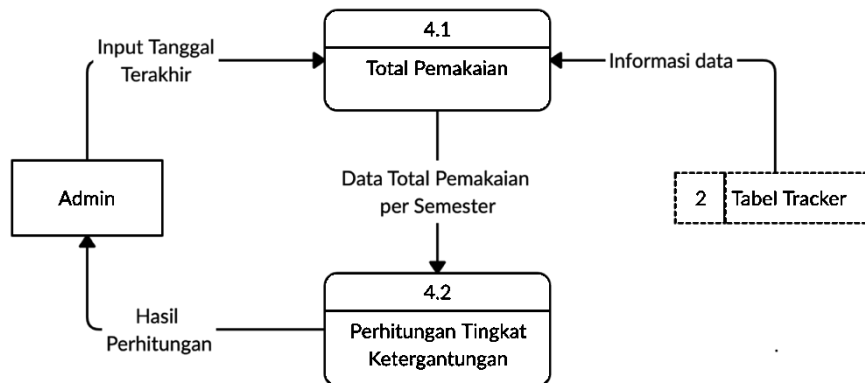 4.1
Total Pemakaian
Input Tanggal
Terakhir
Informasi data
Admin
Data Total Pemakaian
per Semester
2
Tabel Tracker
4.2
Perhitungan Tingkat
Ketergantungan
Hasil
Perhitungan